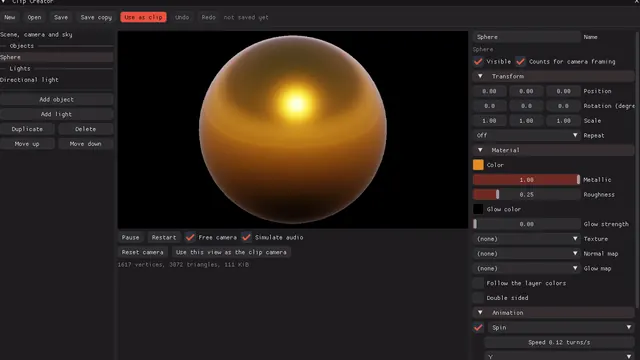 Clip Creator
New Open Save Save copy Use as clip Undo Redo not saved yet
Scene, camera and sky
Objects
Sphere
Lights
Directional light
Add object
Add light
Duplicate Delete
Move up Move down
Pause Restart Free camera Simulate audio
Reset camera Use this view as the clip camera
1617 vertices, 3072 triangles, 111 KiB
Sphere Name
Sphere
Visible Counts for camera framing
Transform
0.00 0.00 0.00 Position
0.0 0.0 0.0 Rotation (degre
1.00 1.00 1.00 Scale
Off Repeat
Material
Color
1.00 Metallic
0.25 Roughness
Glow color
0.00 Glow strength
(none) Texture
(none) Normal map
(none) Glow map
Follow the layer colors
Double sided
Animation
Spin
Speed 0.12 turns/s
Y